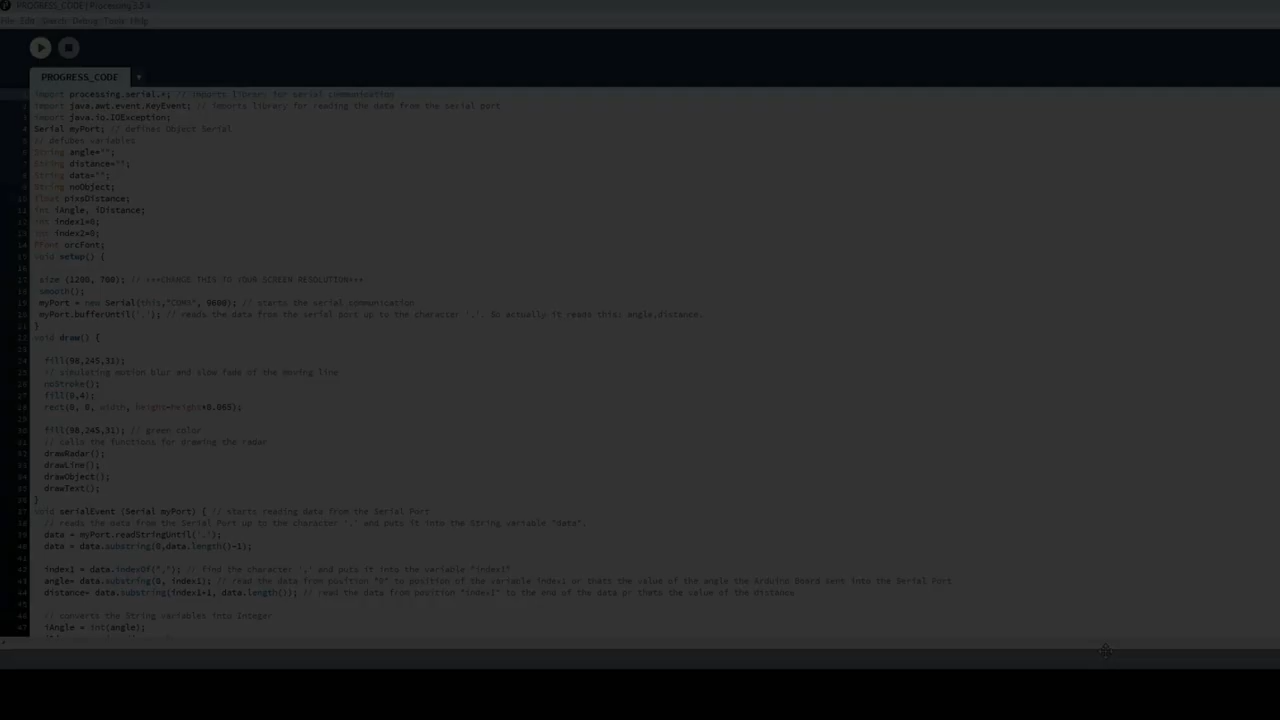 PROGRESS_CODE | Processing 3.5.4
File Edit Sketch Debug Tools Help
PROGRESS_CODE
import processing.serial.*; // imports library for serial communication
import java.awt.event.KeyEvent; // imports library for reading the data from the serial port
import java.io.IOException;
Serial myPort; // defines Object Serial
// defubes variables
String angle="";
String distance="";
String data="";
String noObject;
float pixsDistance;
int iAngle, iDistance;
int index1=0;
int index2=0;
PFont orcFont;
void setup() {
size (1200, 700); // ***CHANGE THIS TO YOUR SCREEN RESOLUTION***
smooth();
myPort = new Serial(this,"COM3", 9600); // starts the serial communication
myPort.bufferUntil('.'); // reads the data from the serial port up to the character '.'. So actually it reads this: angle,distance.
}
void draw() {
fill(98,245,31);
// simulating motion blur and slow fade of the moving line
noStroke();
fill(0,4);
rect(0, 0, width, height-height*0.065);
fill(98,245,31); // green color
// calls the functions for drawing the radar
drawRadar();
drawLine();
drawObject();
drawText();
}
void serialEvent (Serial myPort) { // starts reading data from the Serial Port
// reads the data from the Serial Port up to the character '.' and puts it into the String variable "data".
data = myPort.readStringUntil('.');
data = data.substring(0,data.length()-1);
index1 = data.indexOf(","); // find the character ',' and puts it into the variable "index1"
angle= data.substring(0, index1); // read the data from position "0" to position of the variable index1 or thats the value of the angle the Arduino Board sent into the Serial Port
distance= data.substring(index1+1, data.length()); // read the data from position "index1" to the end of the data pr thats the value of the distance
// converts the String variables into Integer
iAngle = int(angle);